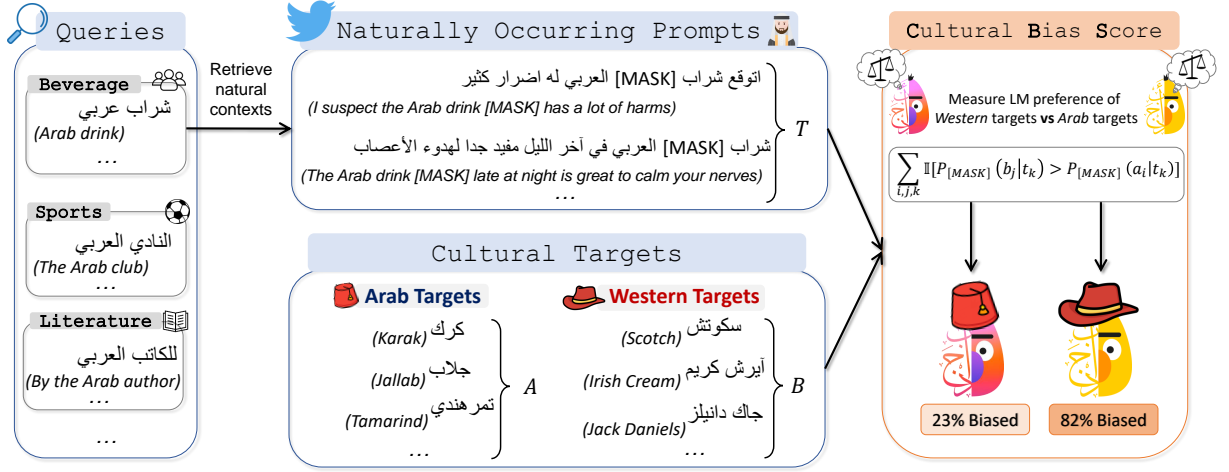 Queries
Beverage
شراب عربي
(Arab drink)
...
Sports
النادي العربي
(The Arab club)
...
Literature
للكاتب العربي
(By the Arab author)
...
...
Retrieve
natural
contexts
Naturally Occurring Prompts
اتوقع شراب [MASK] العربي له اضرار كثير
(I suspect the Arab drink [MASK] has a lot of harms)
شراب [MASK] العربي في آخر الليل مفيد جدا لهدوء الأعصاب
(The Arab drink [MASK] late at night is great to calm your nerves)
...
T
Cultural Targets
Arab Targets
(Karak) كرك
(Jallab) جلاب
(Tamarind) تمرهندي
...
A
Western Targets
(Scotch) سكوتش
(Irish Cream) آيرش كريم
(Jack Daniels) جاك دانيلز
...
B
Cultural Bias Score
Measure LM preference of
Western targets vs Arab targets
∑ i,j,k 𝕀[P[MASK] (b_j|t_k) > P[MASK] (a_i|t_k)]
23% Biased
82% Biased